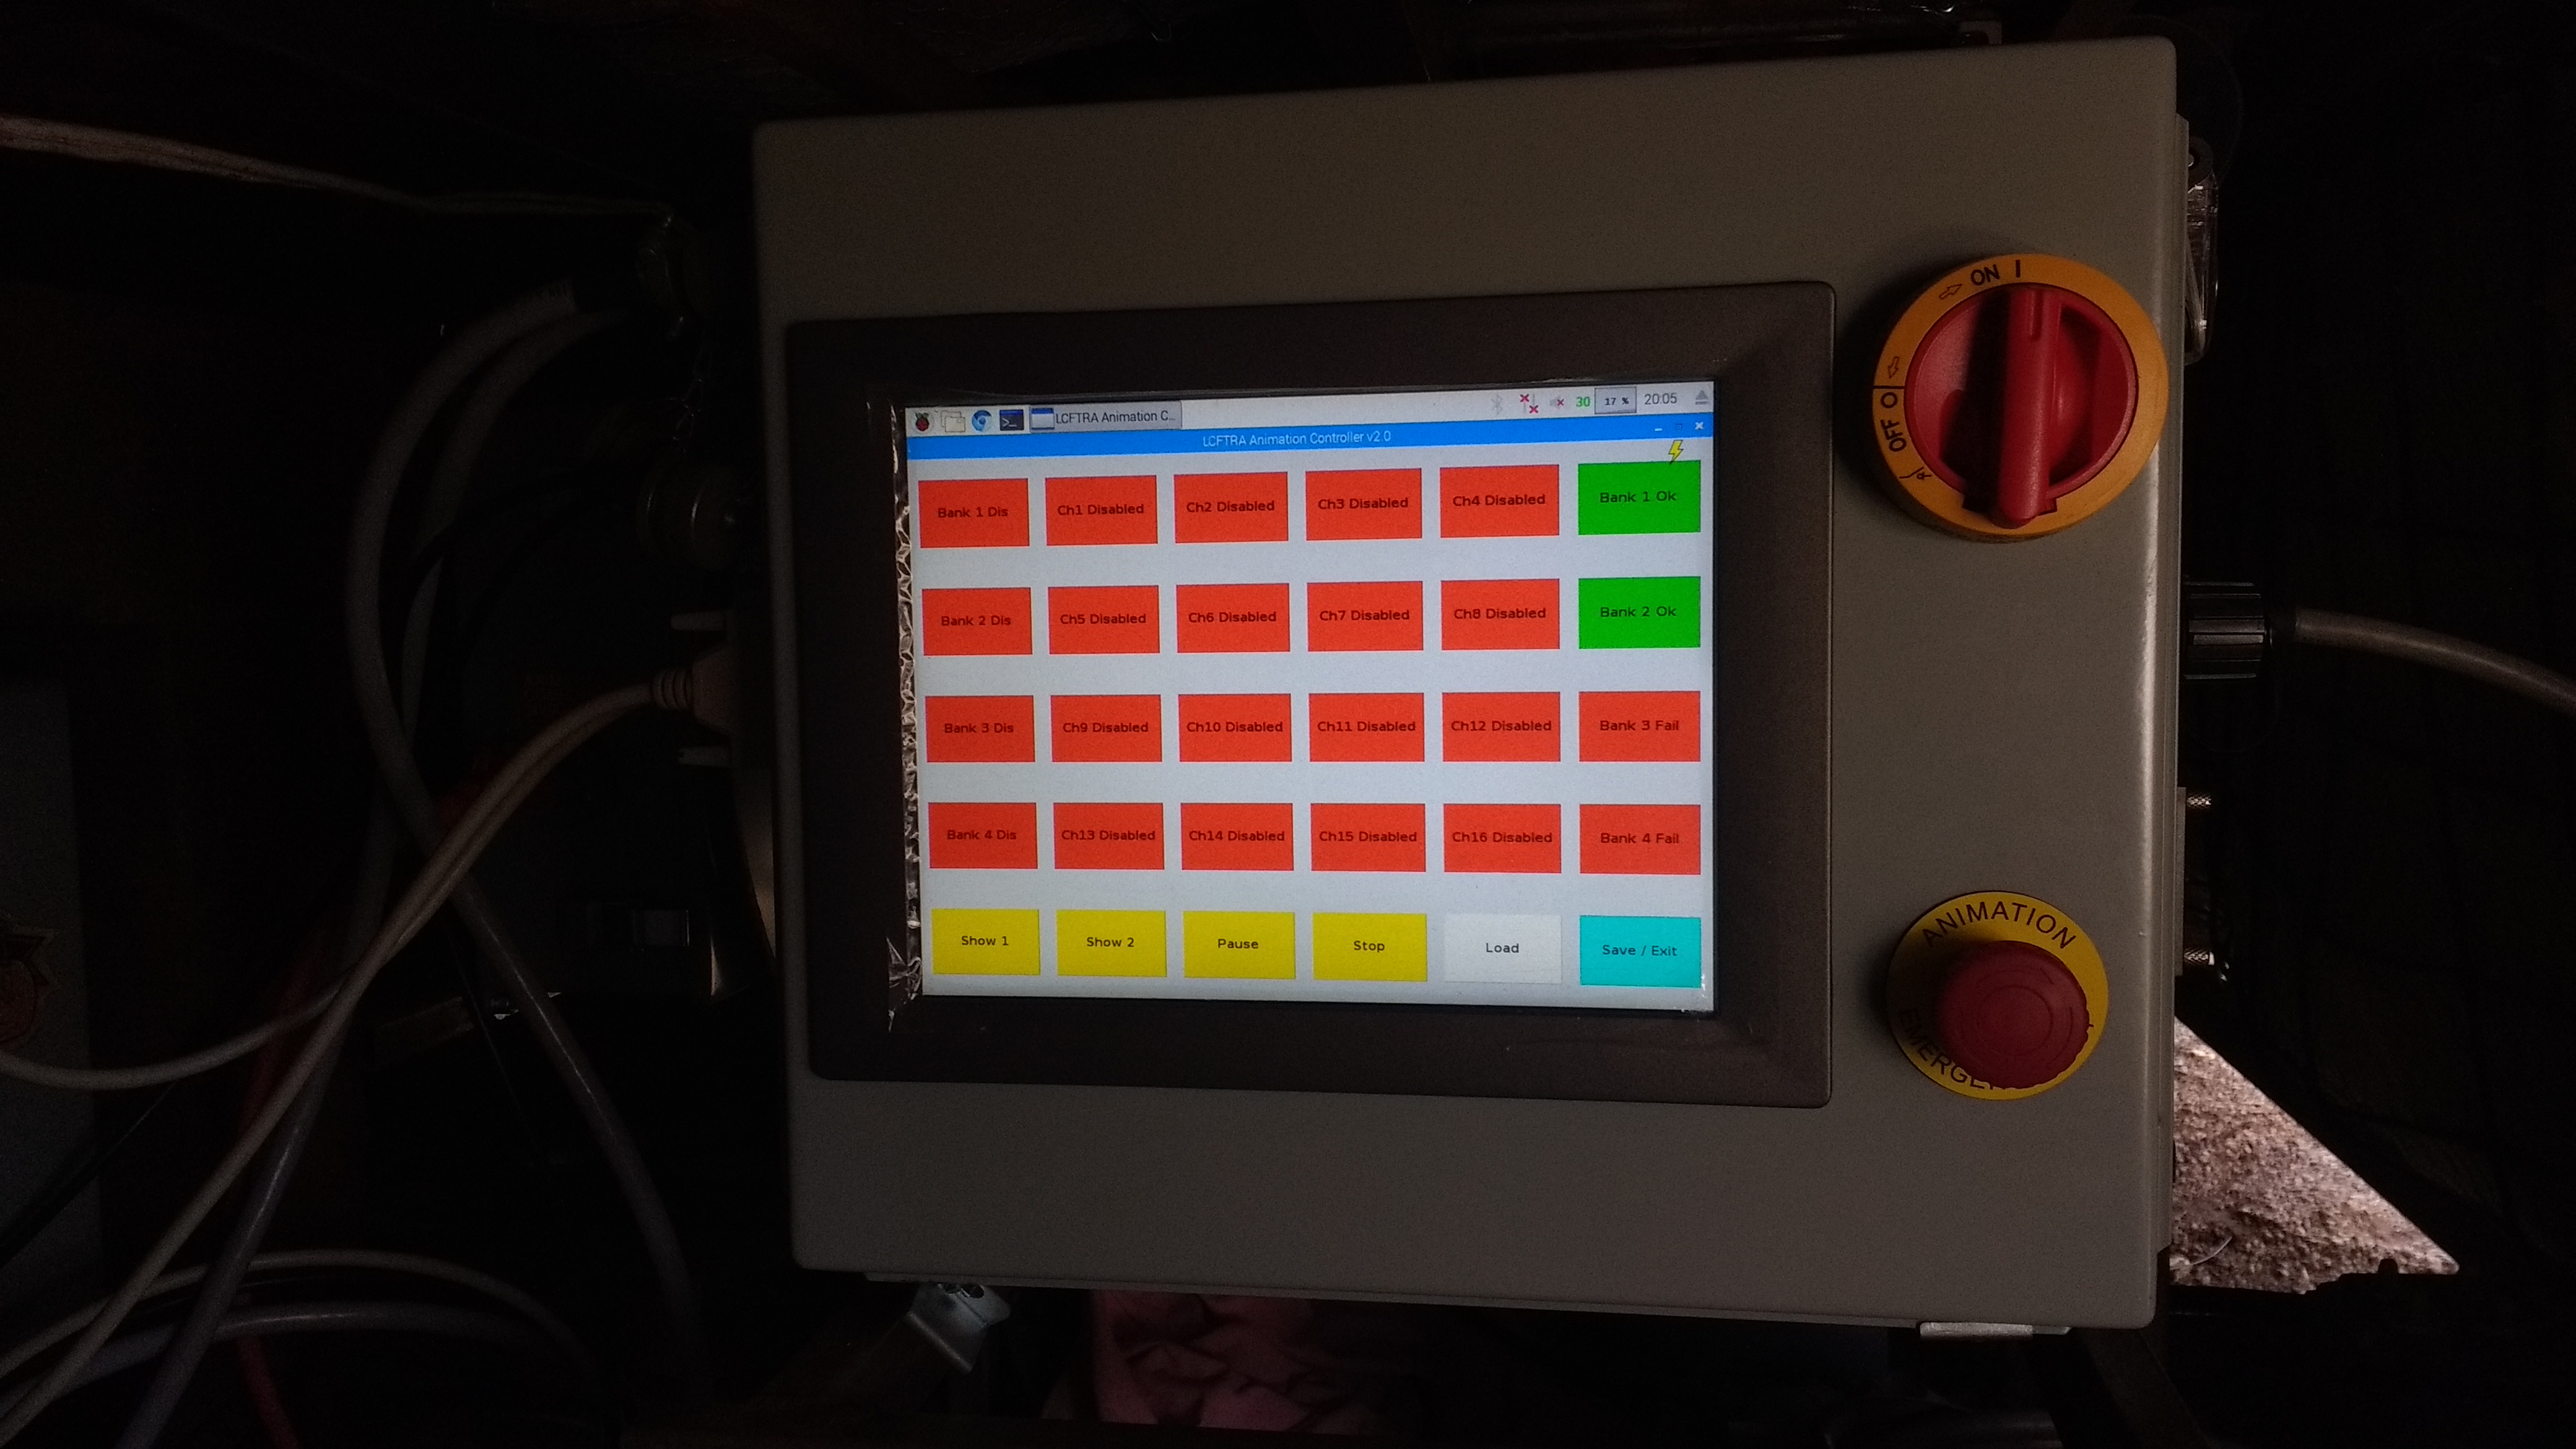 LCFTRA Animation C...
30
17 %
20:05
LCFTRA Animation Controller v2.0
Bank 1 Dis
Ch1 Disabled
Ch2 Disabled
Ch3 Disabled
Ch4 Disabled
Bank 1 Ok
Bank 2 Dis
Ch5 Disabled
Ch6 Disabled
Ch7 Disabled
Ch8 Disabled
Bank 2 Ok
Bank 3 Dis
Ch9 Disabled
Ch10 Disabled
Ch11 Disabled
Ch12 Disabled
Bank 3 Fail
Bank 4 Dis
Ch13 Disabled
Ch14 Disabled
Ch15 Disabled
Ch16 Disabled
Bank 4 Fail
Show 1
Show 2
Pause
Stop
Load
Save / Exit
ON I
OFF O
ANIMATION